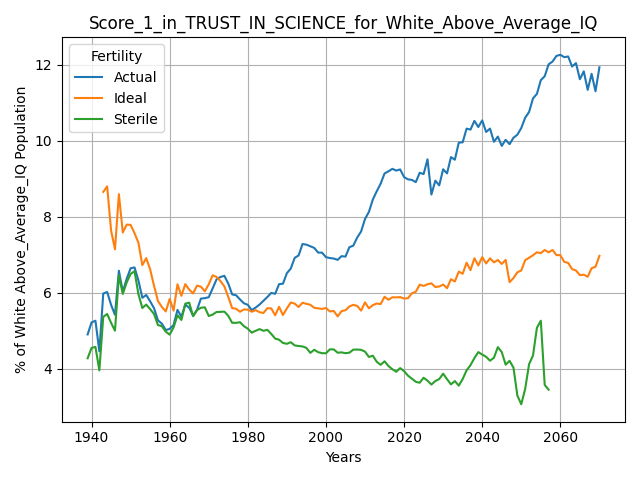 Score_1_in_TRUST_IN_SCIENCE_for_White_Above_Average_IQ
Fertility
Actual
Ideal
Sterile
% of White Above_Average_IQ Population
12
10
8
6
4
1940
1960
1980
2000
2020
2040
2060
Years